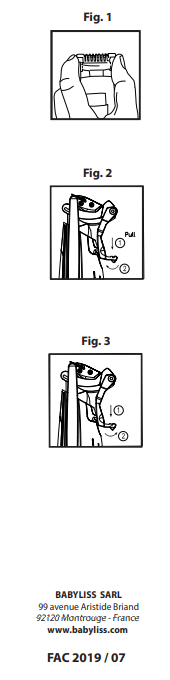 Fig. 1
Fig. 2
Pull
1
2
Fig. 3
1
2
BABYLISS SARL
99 avenue Aristide Briand
92120 Montrouge - France
www.babyliss.com
FAC 2019 / 07